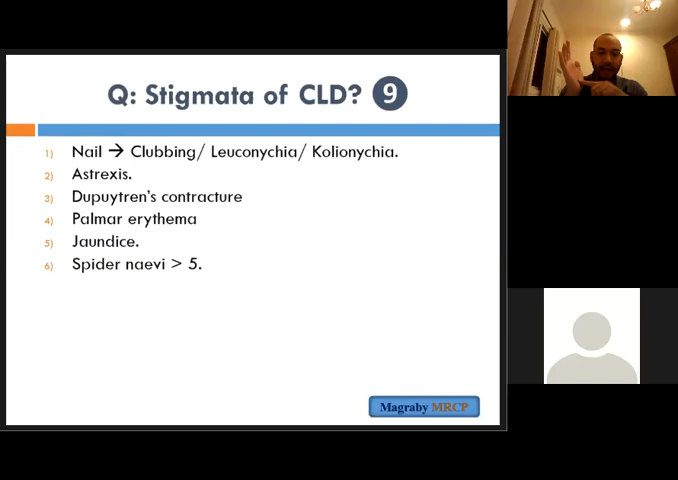 Q: Stigmata of CLD? 9
1) Nail → Clubbing/ Leuconychia/ Kolionychia.
2) Astrexis.
3) Dupuytren's contracture
4) Palmar erythema
5) Jaundice.
6) Spider naevi > 5.
Magraby MRCP